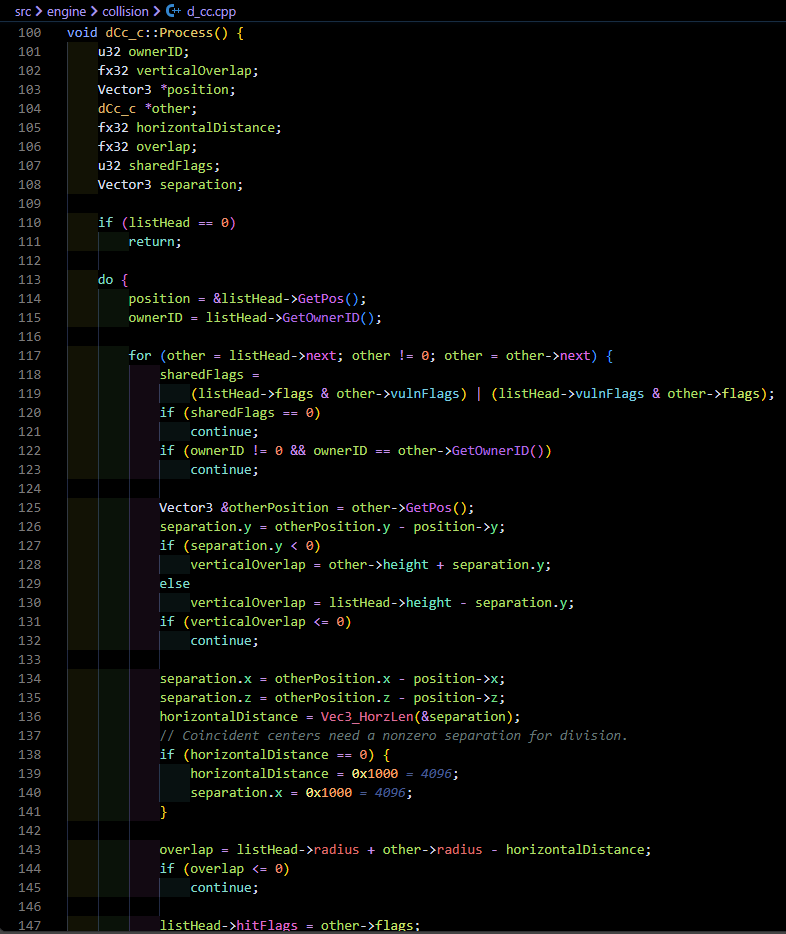 src > engine > collision > d_cc.cpp
100 void dCc_c::Process() {
101     u32 ownerID;
102     fx32 verticalOverlap;
103     Vector3 *position;
104     dCc_c *other;
105     fx32 horizontalDistance;
106     fx32 overlap;
107     u32 sharedFlags;
108     Vector3 separation;
109
110     if (listHead == 0)
111         return;
112
113     do {
114         position = &listHead->GetPos();
115         ownerID = listHead->GetOwnerID();
116
117         for (other = listHead->next; other != 0; other = other->next) {
118             sharedFlags =
119                 (listHead->flags & other->vulnFlags) | (listHead->vulnFlags & other->flags);
120             if (sharedFlags == 0)
121                 continue;
122             if (ownerID != 0 && ownerID == other->GetOwnerID())
123                 continue;
124
125             Vector3 &otherPosition = other->GetPos();
126             separation.y = otherPosition.y - position->y;
127             if (separation.y < 0)
128                 verticalOverlap = other->height + separation.y;
129             else
130                 verticalOverlap = listHead->height - separation.y;
131             if (verticalOverlap <= 0)
132                 continue;
133
134             separation.x = otherPosition.x - position->x;
135             separation.z = otherPosition.z - position->z;
136             horizontalDistance = Vec3_HorzLen(&separation);
137             // Coincident centers need a nonzero separation for division.
138             if (horizontalDistance == 0) {
139                 horizontalDistance = 0x1000 = 4096;
140                 separation.x = 0x1000 = 4096;
141             }
142
143             overlap = listHead->radius + other->radius - horizontalDistance;
144             if (overlap <= 0)
145                 continue;
146
147             listHead->hitFlags = other->flags;